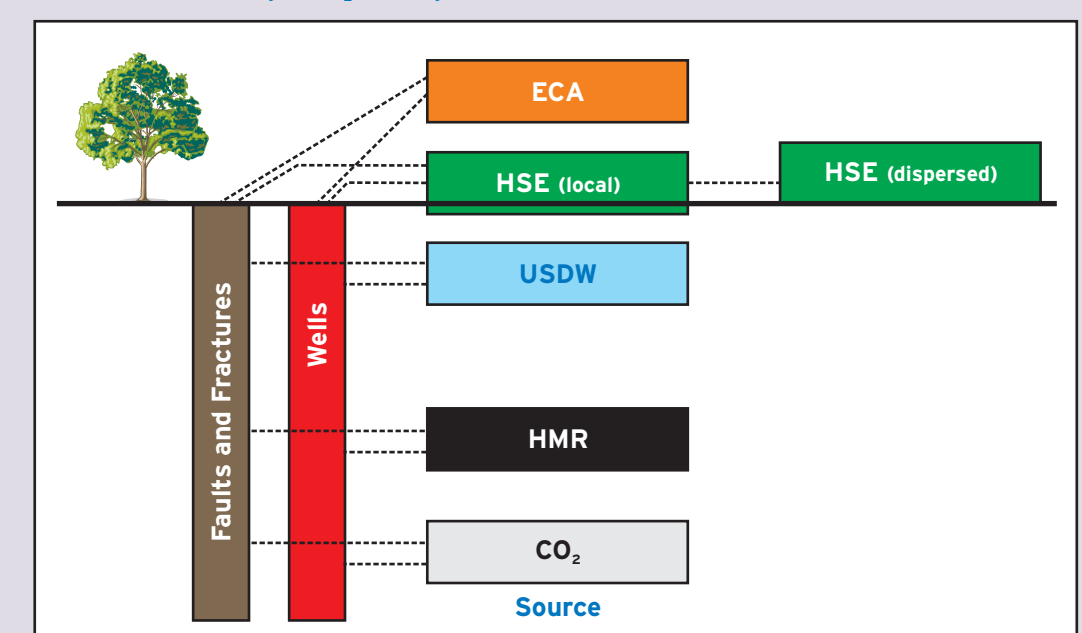 ECA
HSE (local)
HSE (dispersed)
USDW
Faults and Fractures
Wells
HMR
CO₂
Source